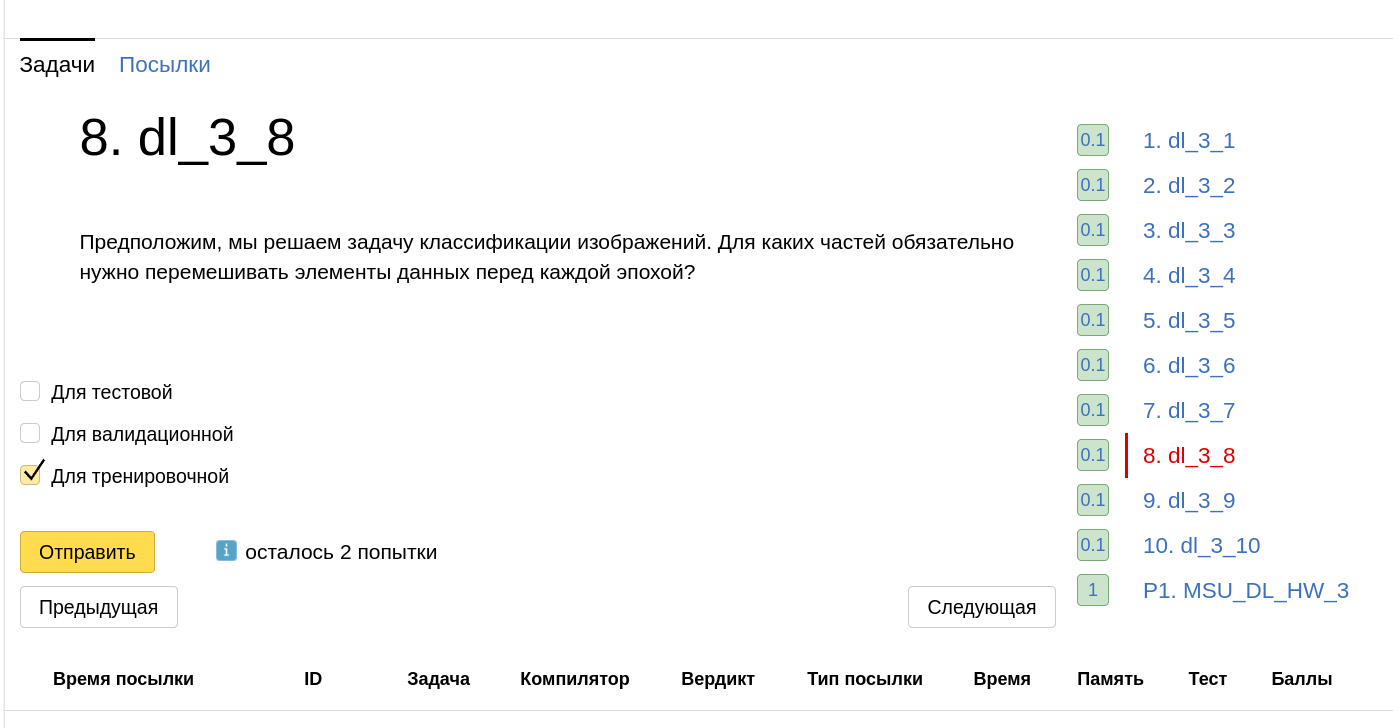 Задачи Посылки
8. dl_3_8
Предположим, мы решаем задачу классификации изображений. Для каких частей обязательно
нужно перемешивать элементы данных перед каждой эпохой?
Для тестовой
Для валидационной
Для тренировочной
Отправить i осталось 2 попытки
Предыдущая Следующая
0.1 1. dl_3_1
0.1 2. dl_3_2
0.1 3. dl_3_3
0.1 4. dl_3_4
0.1 5. dl_3_5
0.1 6. dl_3_6
0.1 7. dl_3_7
0.1 8. dl_3_8
0.1 9. dl_3_9
0.1 10. dl_3_10
1 P1. MSU_DL_HW_3
Время посылки ID Задача Компилятор Вердикт Тип посылки Время Память Тест Баллы